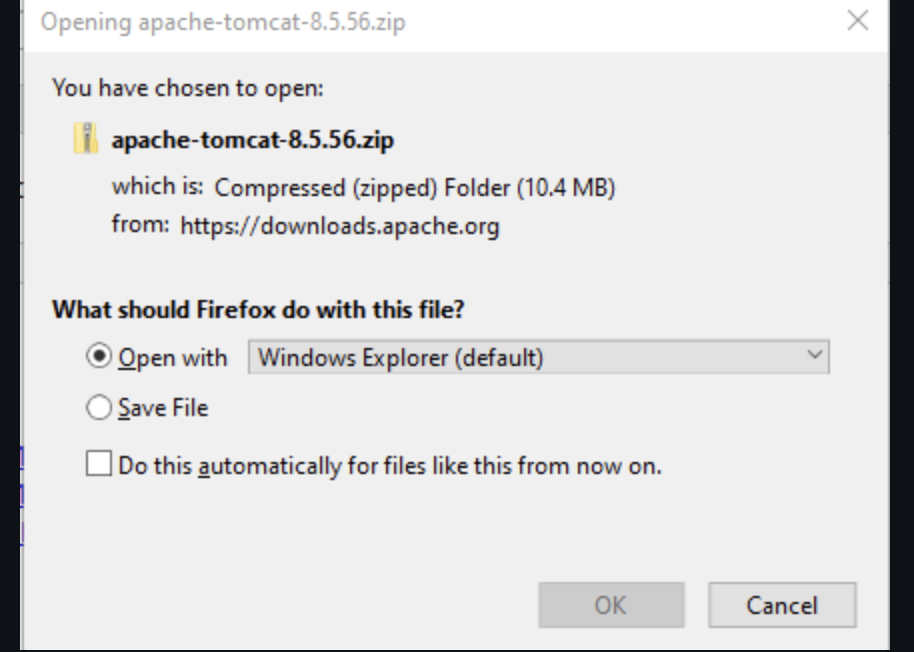 Opening apache-tomcat-8.5.56.zip
You have chosen to open:
apache-tomcat-8.5.56.zip
which is: Compressed (zipped) Folder (10.4 MB)
from: https://downloads.apache.org
What should Firefox do with this file?
Open with Windows Explorer (default)
Save File
Do this automatically for files like this from now on.
OK Cancel